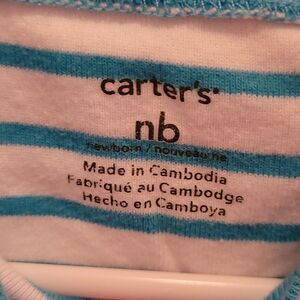 carter's®
nb
newborn / nouveau-né
Made in Cambodia
Fabriqué au Cambodge
Hecho en Camboya